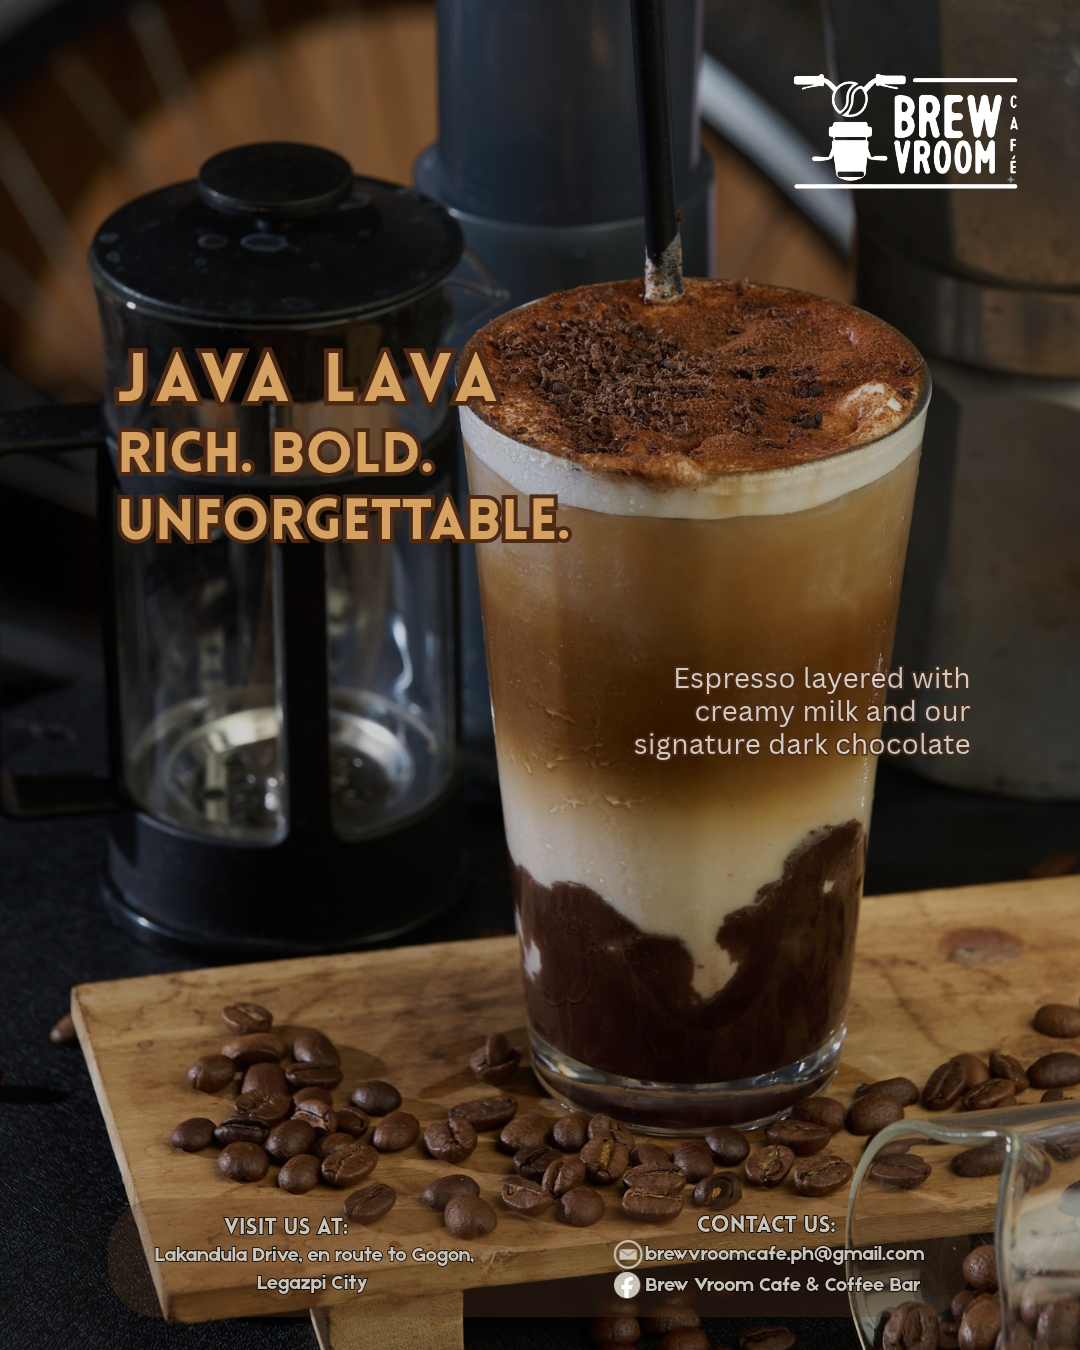 BREW
VROOM
CAFÉ
JAVA LAVA
RICH. BOLD.
UNFORGETTABLE.
Espresso layered with
creamy milk and our
signature dark chocolate
VISIT US AT:
Lakandula Drive, en route to Gogon,
Legazpi City
CONTACT US:
brewvroomcafe.ph@gmail.com
Brew Vroom Cafe & Coffee Bar